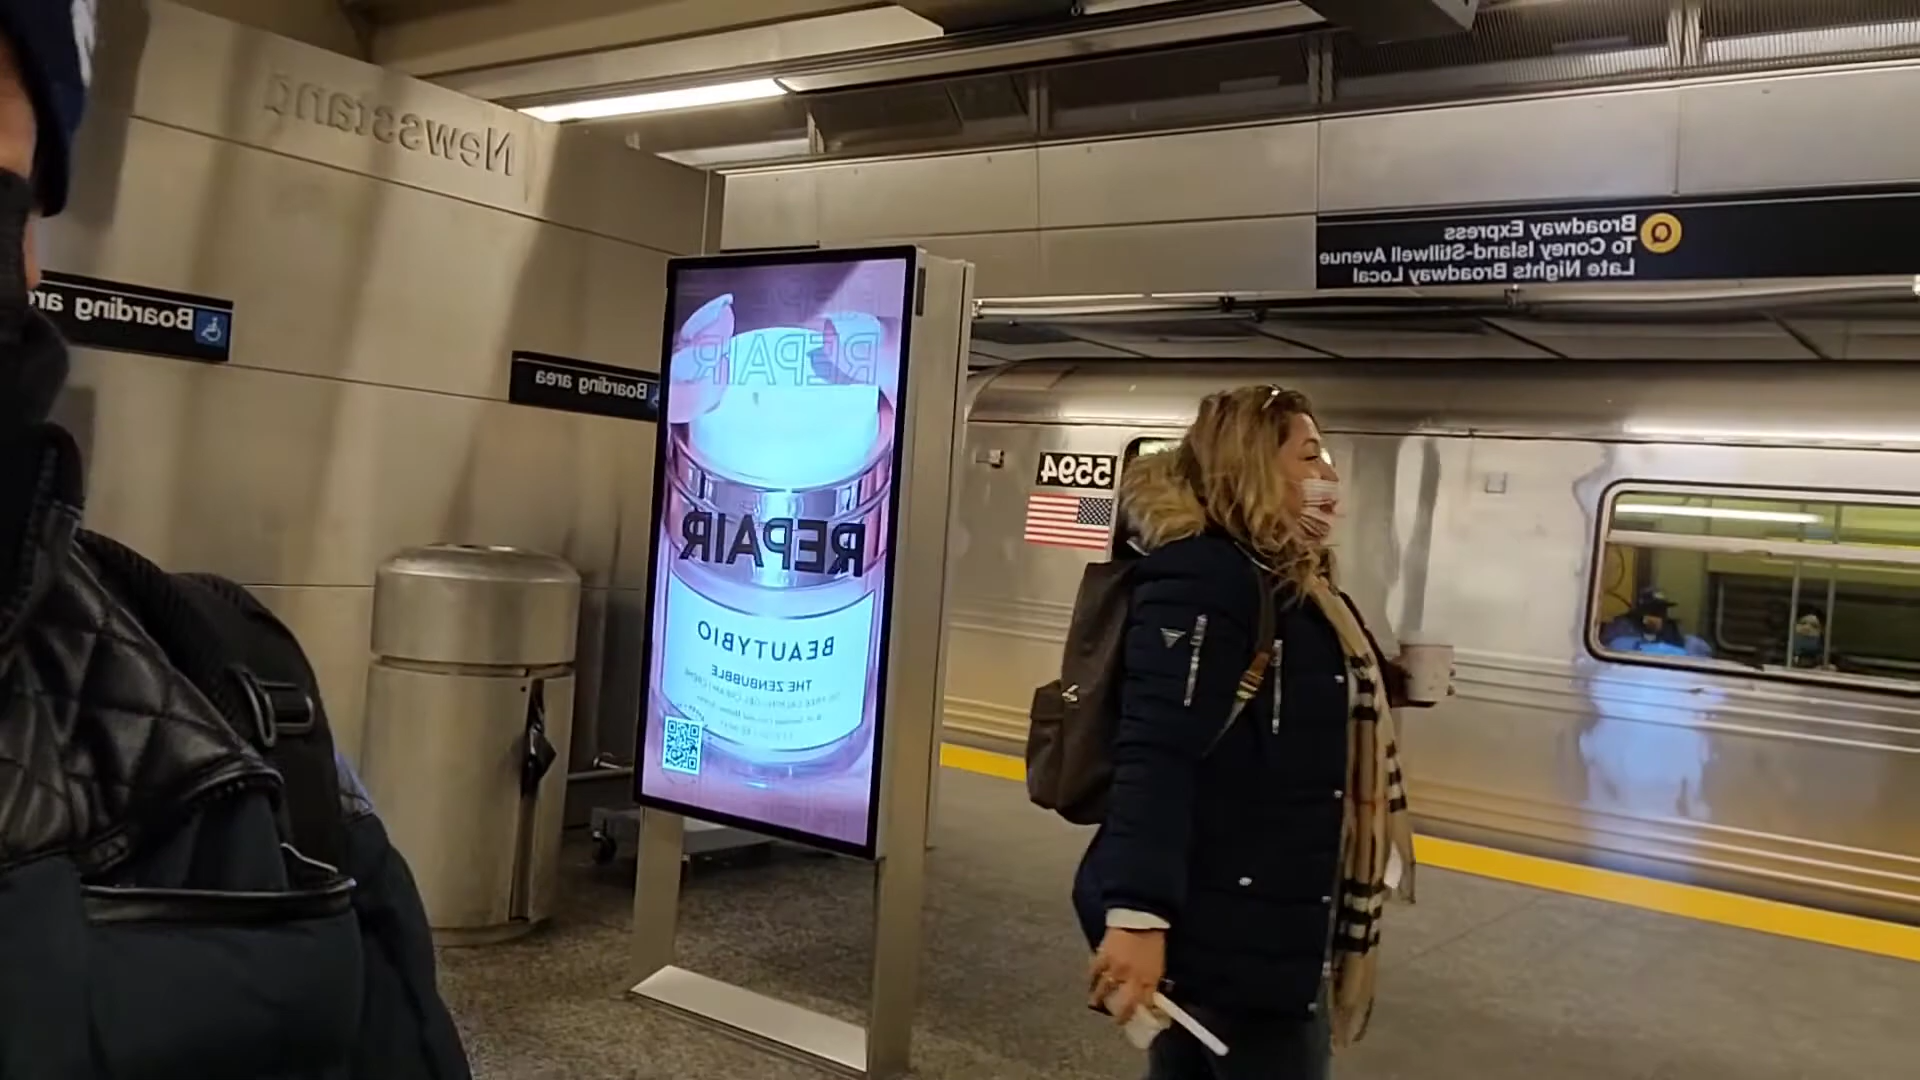 Newsstand
Boarding area
Boarding
Q
Broadway Express
To Coney Island-Stillwell Avenue
Late Nights Broadway Local
5594
REPAIR
REPAIR
BEAUTYBIO
THE ZENBUBBLE